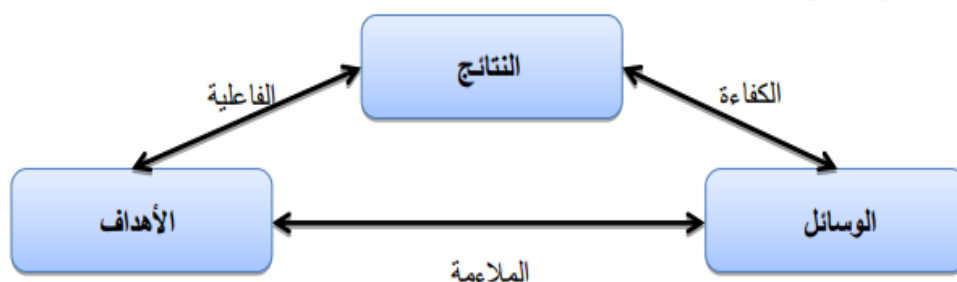 النتائج
الكفاءة
الفاعلية
الوسائل
الأهداف
الملاءمة